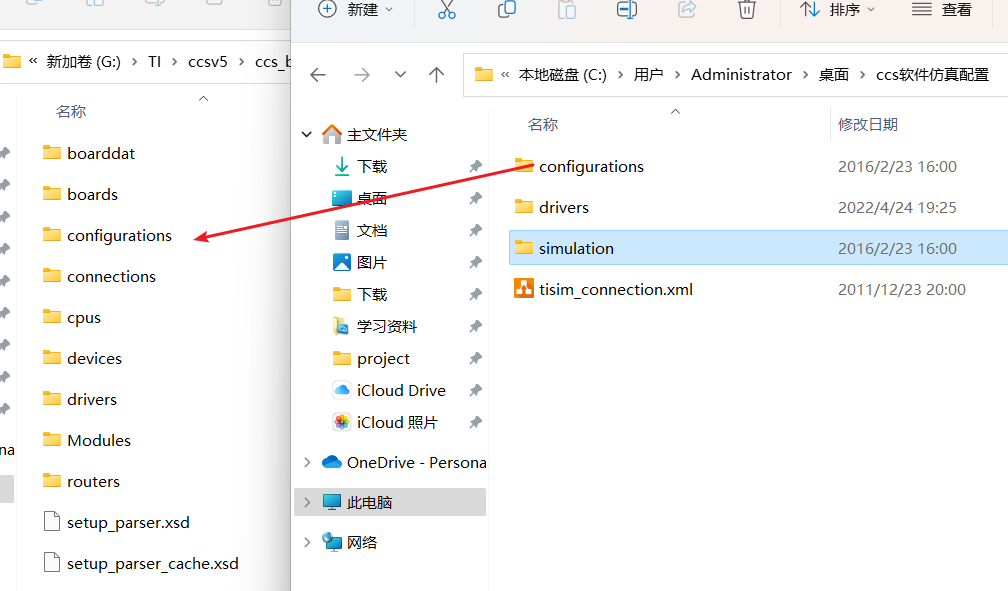 « 新加卷 (G:) › TI › ccsv5 ›
名称
boarddat
boards
configurations
connections
cpus
devices
drivers
Modules
routers
setup_parser.xsd
setup_parser_cache.xsd
新建
排序
查看
« 本地磁盘 (C:) › 用户 › Administrator › 桌面 › ccs软件仿真配置
主文件夹
下载
桌面
文档
图片
下载
学习资料
project
iCloud Drive
iCloud 照片
OneDrive - Persona
此电脑
网络
名称 修改日期
configurations 2016/2/23 16:00
drivers 2022/4/24 19:25
simulation 2016/2/23 16:00
tisim_connection.xml 2011/12/23 20:00